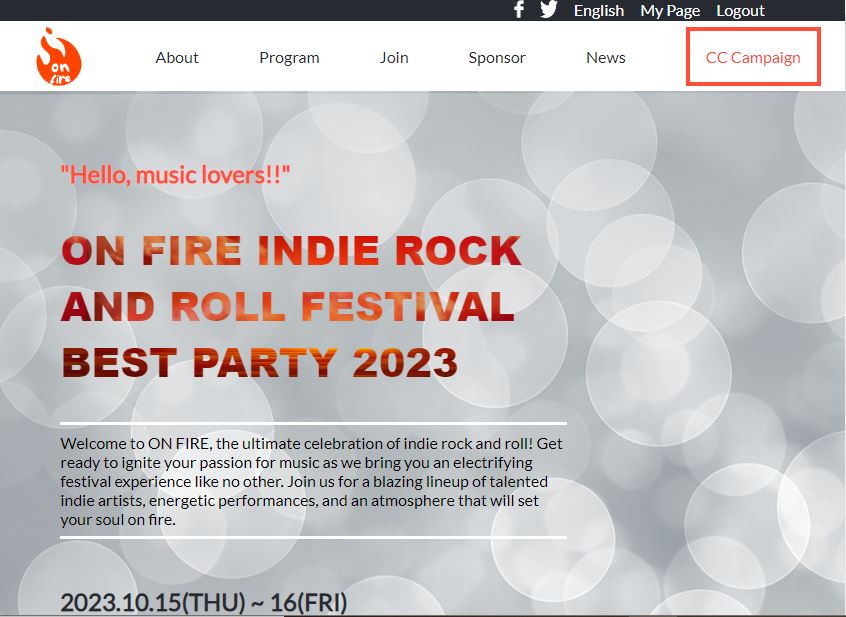 English My Page Logout
on fire
About Program Join Sponsor News CC Campaign
"Hello, music lovers!!"
ON FIRE INDIE ROCK
AND ROLL FESTIVAL
BEST PARTY 2023
Welcome to ON FIRE, the ultimate celebration of indie rock and roll! Get
ready to ignite your passion for music as we bring you an electrifying
festival experience like no other. Join us for a blazing lineup of talented
indie artists, energetic performances, and an atmosphere that will set
your soul on fire.
2023.10.15(THU) ~ 16(FRI)